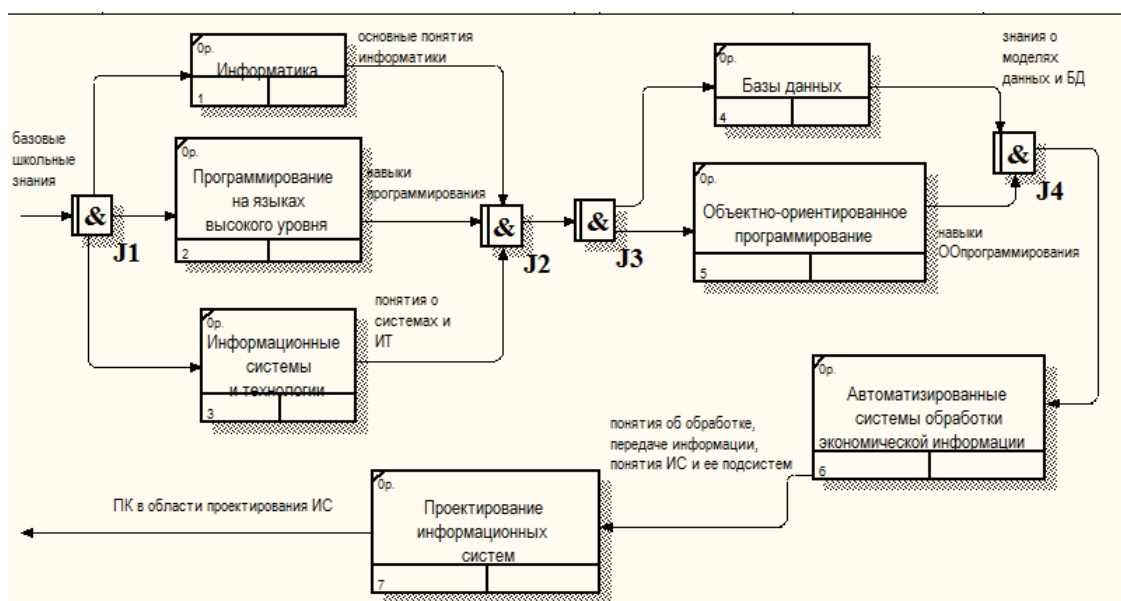 базовые
школьные
знания
&
J1
0р.
Информатика
1
основные понятия
информатики
0р.
Программирование
на языках
высокого уровня
2
навыки
программирования
0р.
Информационные
системы
и технологии
3
понятия о
системах и
ИТ
&
J2
&
J3
0р.
Базы данных
4
знания о
моделях
данных и БД
0р.
Объектно-ориентированное
программирование
5
навыки
ООпрограммирования
&
J4
0р.
Автоматизированные
системы обработки
экономической информации
6
понятия об обработке,
передаче информации,
понятия ИС и ее подсистем
0р.
Проектирование
информационных
систем
7
ПК в области проектирования ИС